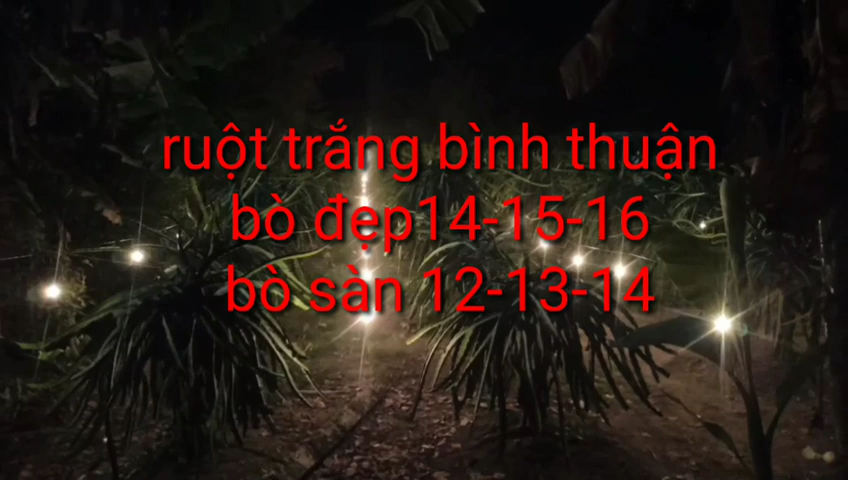 ruột trắng bình thuận
bò đẹp14-15-16
bò sàn 12-13-14